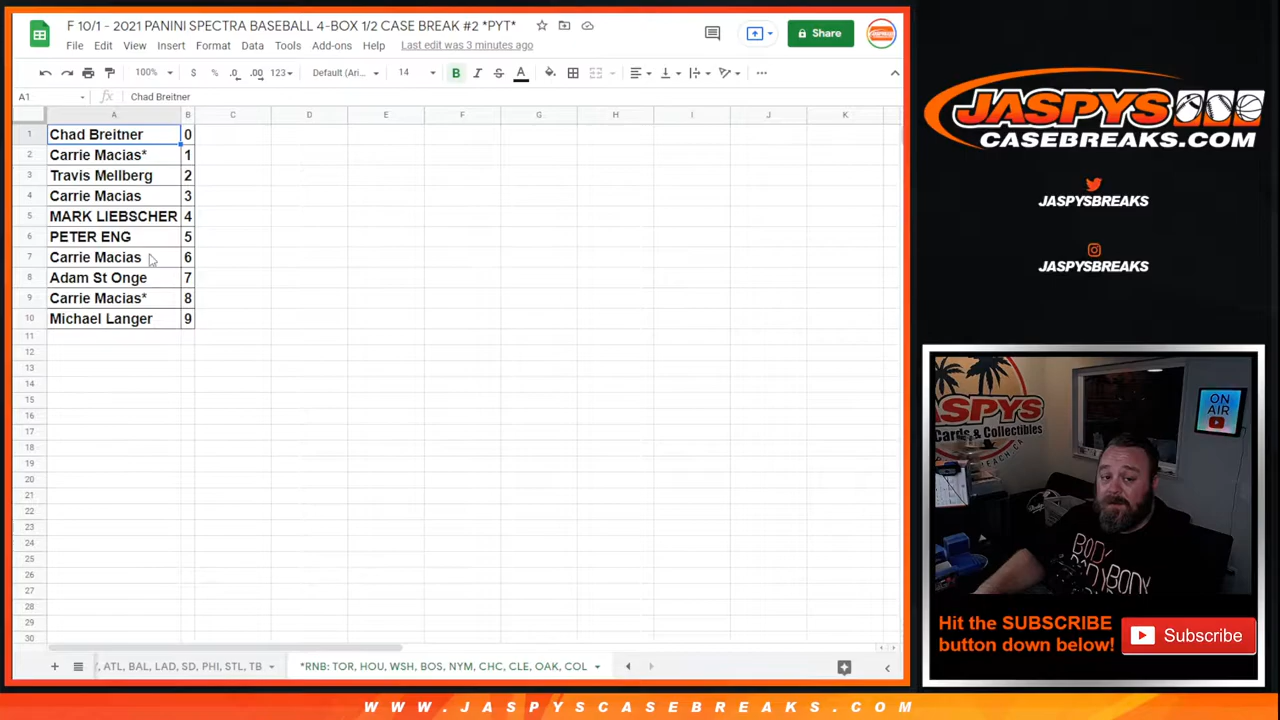 F 10/1 - 2021 PANINI SPECTRA BASEBALL 4-BOX 1/2 CASE BREAK #2 *PYT*
File Edit View Insert Format Data Tools Add-ons Help Last edit was 3 minutes ago
Share
100% $ % .0 .00 123 Default (Ari... 14 B I S A
A1 fx Chad Breitner
A B C D E F G H I J K
1 Chad Breitner 0
2 Carrie Macias* 1
3 Travis Mellberg 2
4 Carrie Macias 3
5 MARK LIEBSCHER 4
6 PETER ENG 5
7 Carrie Macias 6
8 Adam St Onge 7
9 Carrie Macias* 8
10 Michael Langer 9
11
12
13
14
15
16
17
18
19
20
21
22
23
24
25
26
27
28
29
30
, ATL, BAL, LAD, SD, PHI, STL, TB
*RNB: TOR, HOU, WSH, BOS, NYM, CHC, CLE, OAK, COL
JASPYS
CASEBREAKS.COM
JASPYSBREAKS
JASPYSBREAKS
ASPYS
Cards & Collectibles
ON
AIR
BODY
Hit the SUBSCRIBE
button down below!
Subscribe
WWW.JASPYSCASEBREAKS.COM